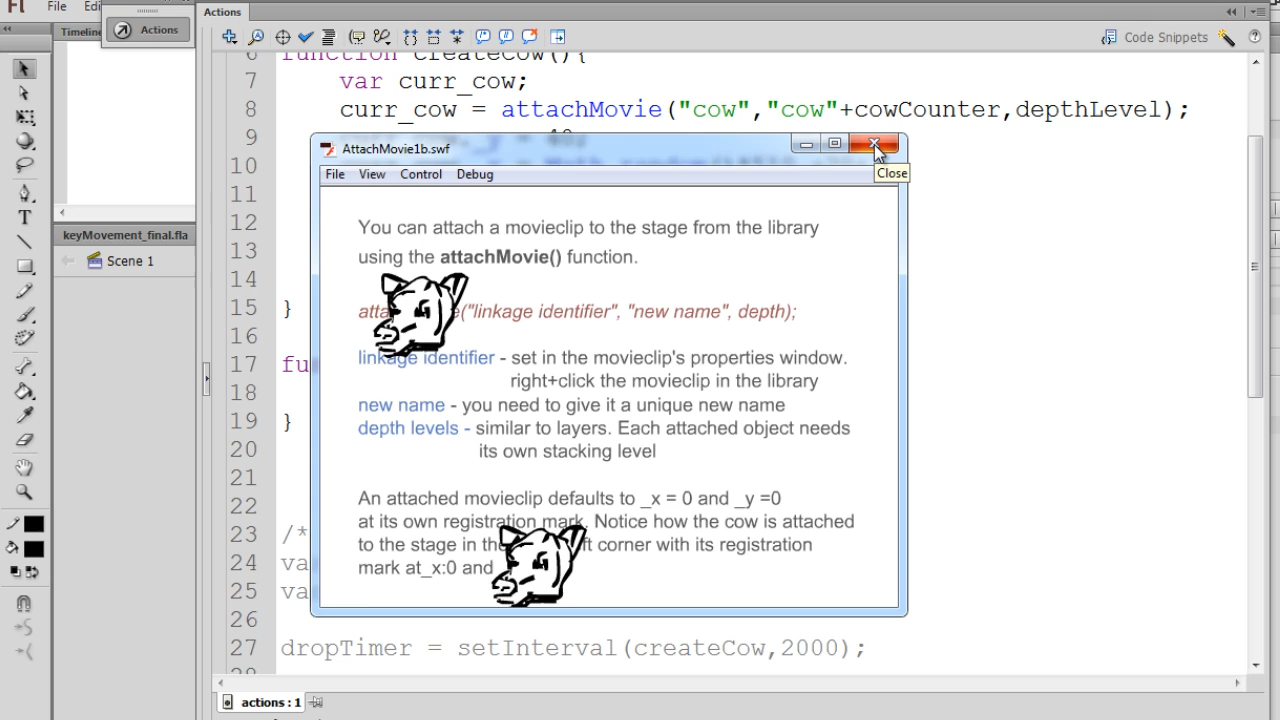 Fl
File
Actions
Timeline
Actions
Code Snippets
function createCow(){
7
var curr_cow;
8
curr_cow = attachMovie("cow","cow"+cowCounter,depthLevel);
9
10
11
12
13
14
15 }
16
17 fu
18
19 }
20
21
22
23 /*
24 va
25 va
26
27 dropTimer = setInterval(createCow,2000);
keyMovement_final.fla
Scene 1
AttachMovie1b.swf
Close
File View Control Debug
You can attach a movieclip to the stage from the library
using the attachMovie() function.
("linkage identifier", "new name", depth);
linkage identifier - set in the movieclip's properties window.
right+click the movieclip in the library
new name - you need to give it a unique new name
depth levels - similar to layers. Each attached object needs
its own stacking level
An attached movieclip defaults to _x = 0 and _y =0
at its own registration mark. Notice how the cow is attached
to the stage in the ft corner with its registration
mark at_x:0 and
actions : 1